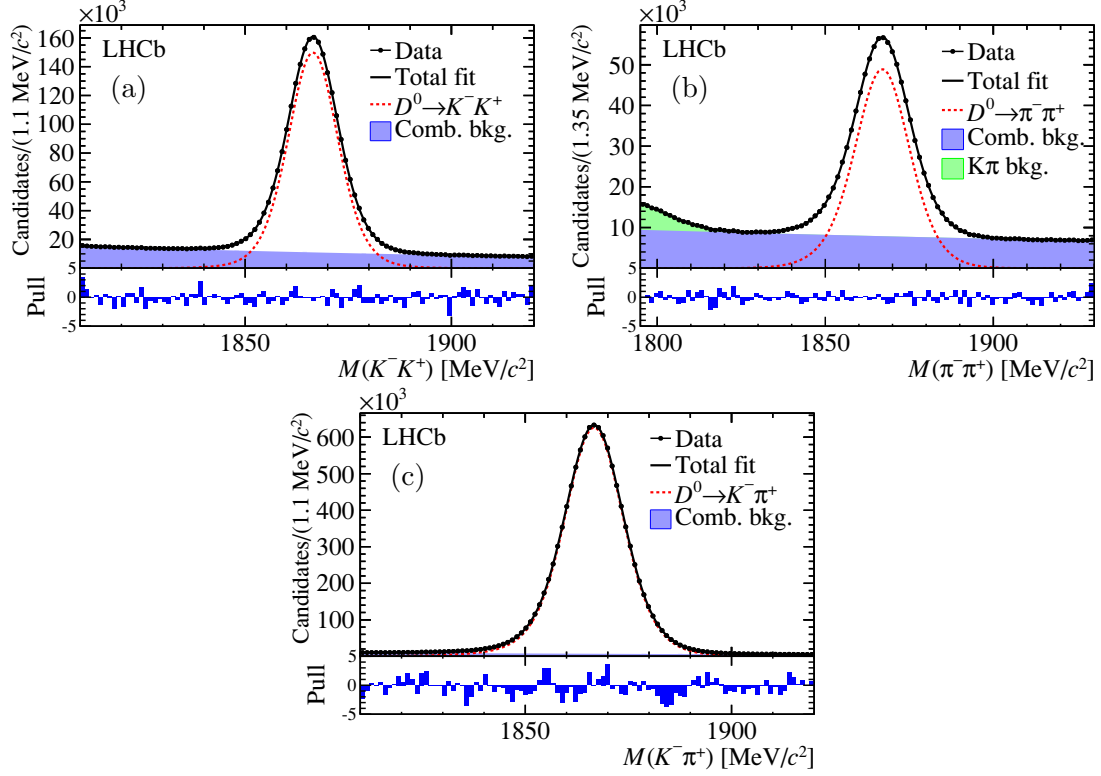 ×10³
Candidates/(1.1 MeV/c²)
160
140
120
100
80
60
40
20
LHCb
(a)
Data
Total fit
D⁰→K⁻K⁺
Comb. bkg.
Pull
5
0
-5
1850
1900
M(K⁻K⁺) [MeV/c²]
×10³
Candidates/(1.35 MeV/c²)
50
40
30
20
10
LHCb
(b)
Data
Total fit
D⁰→π⁻π⁺
Comb. bkg.
Kπ bkg.
Pull
5
0
-5
1800
1850
1900
M(π⁻π⁺) [MeV/c²]
×10³
Candidates/(1.1 MeV/c²)
600
500
400
300
200
100
LHCb
(c)
Data
Total fit
D⁰→K⁻π⁺
Comb. bkg.
Pull
5
0
-5
1850
1900
M(K⁻π⁺) [MeV/c²]